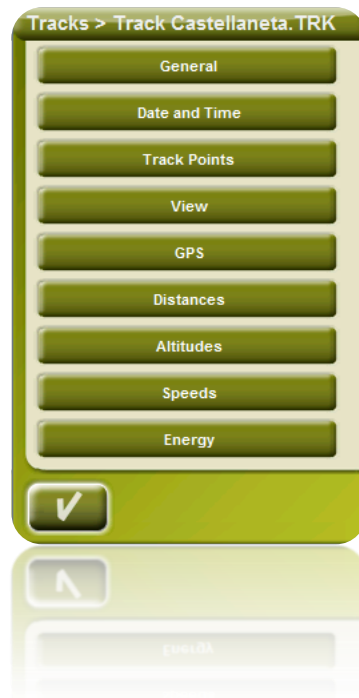 Tracks > Track Castellaneta.TRK
General
Date and Time
Track Points
View
GPS
Distances
Altitudes
Speeds
Energy